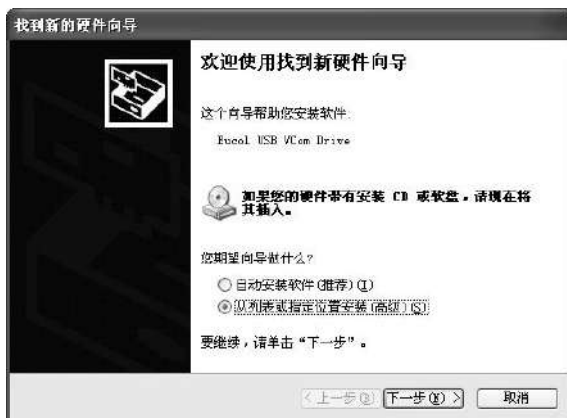 找到新的硬件向导
欢迎使用找到新硬件向导
这个向导帮助您安装软件:
Eucol USB VCom Drive
如果您的硬件带有安装 CD 或软盘，请现在将
其插入。
您期望向导做什么?
自动安装软件(推荐)(I)
从列表或指定位置安装(高级)(S)
要继续，请单击“下一步”。
<上一步(B)
下一步(N) >
取消